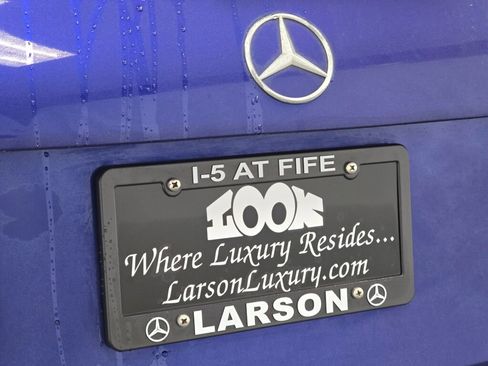 I-5 AT FIFE
LOOK
Where Luxury Resides...
LarsonLuxury.com
LARSON